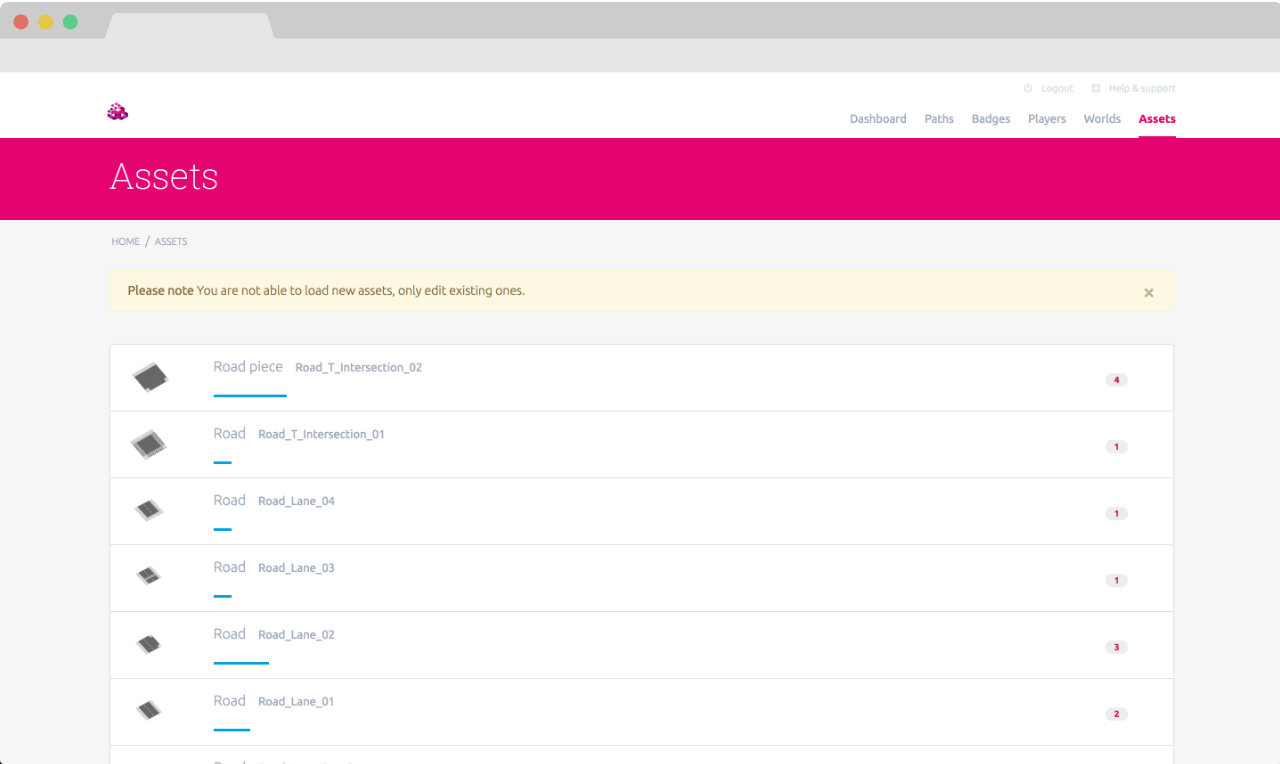 Logout Help & support
Dashboard Paths Badges Players Worlds Assets
Assets
HOME / ASSETS
Please note You are not able to load new assets, only edit existing ones. ×
Road piece Road_T_Intersection_02
4
Road Road_T_Intersection_01
1
Road Road_Lane_04
1
Road Road_Lane_03
1
Road Road_Lane_02
3
Road Road_Lane_01
2